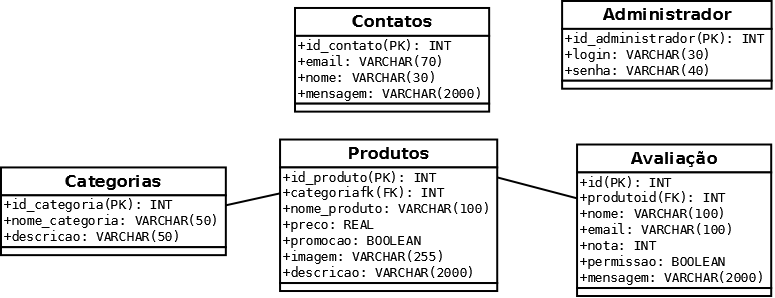 Contatos
+id_contato(PK): INT
+email: VARCHAR(70)
+nome: VARCHAR(30)
+mensagem: VARCHAR(2000)
Administrador
+id_administrador(PK): INT
+login: VARCHAR(30)
+senha: VARCHAR(40)
Categorias
+id_categoria(PK): INT
+nome_categoria: VARCHAR(50)
+descricao: VARCHAR(50)
Produtos
+id_produto(PK): INT
+categoriafk(FK): INT
+nome_produto: VARCHAR(100)
+preco: REAL
+promocao: BOOLEAN
+imagem: VARCHAR(255)
+descricao: VARCHAR(2000)
Avaliação
+id(PK): INT
+produtoid(FK): INT
+nome: VARCHAR(100)
+email: VARCHAR(100)
+nota: INT
+permissao: BOOLEAN
+mensagem: VARCHAR(2000)